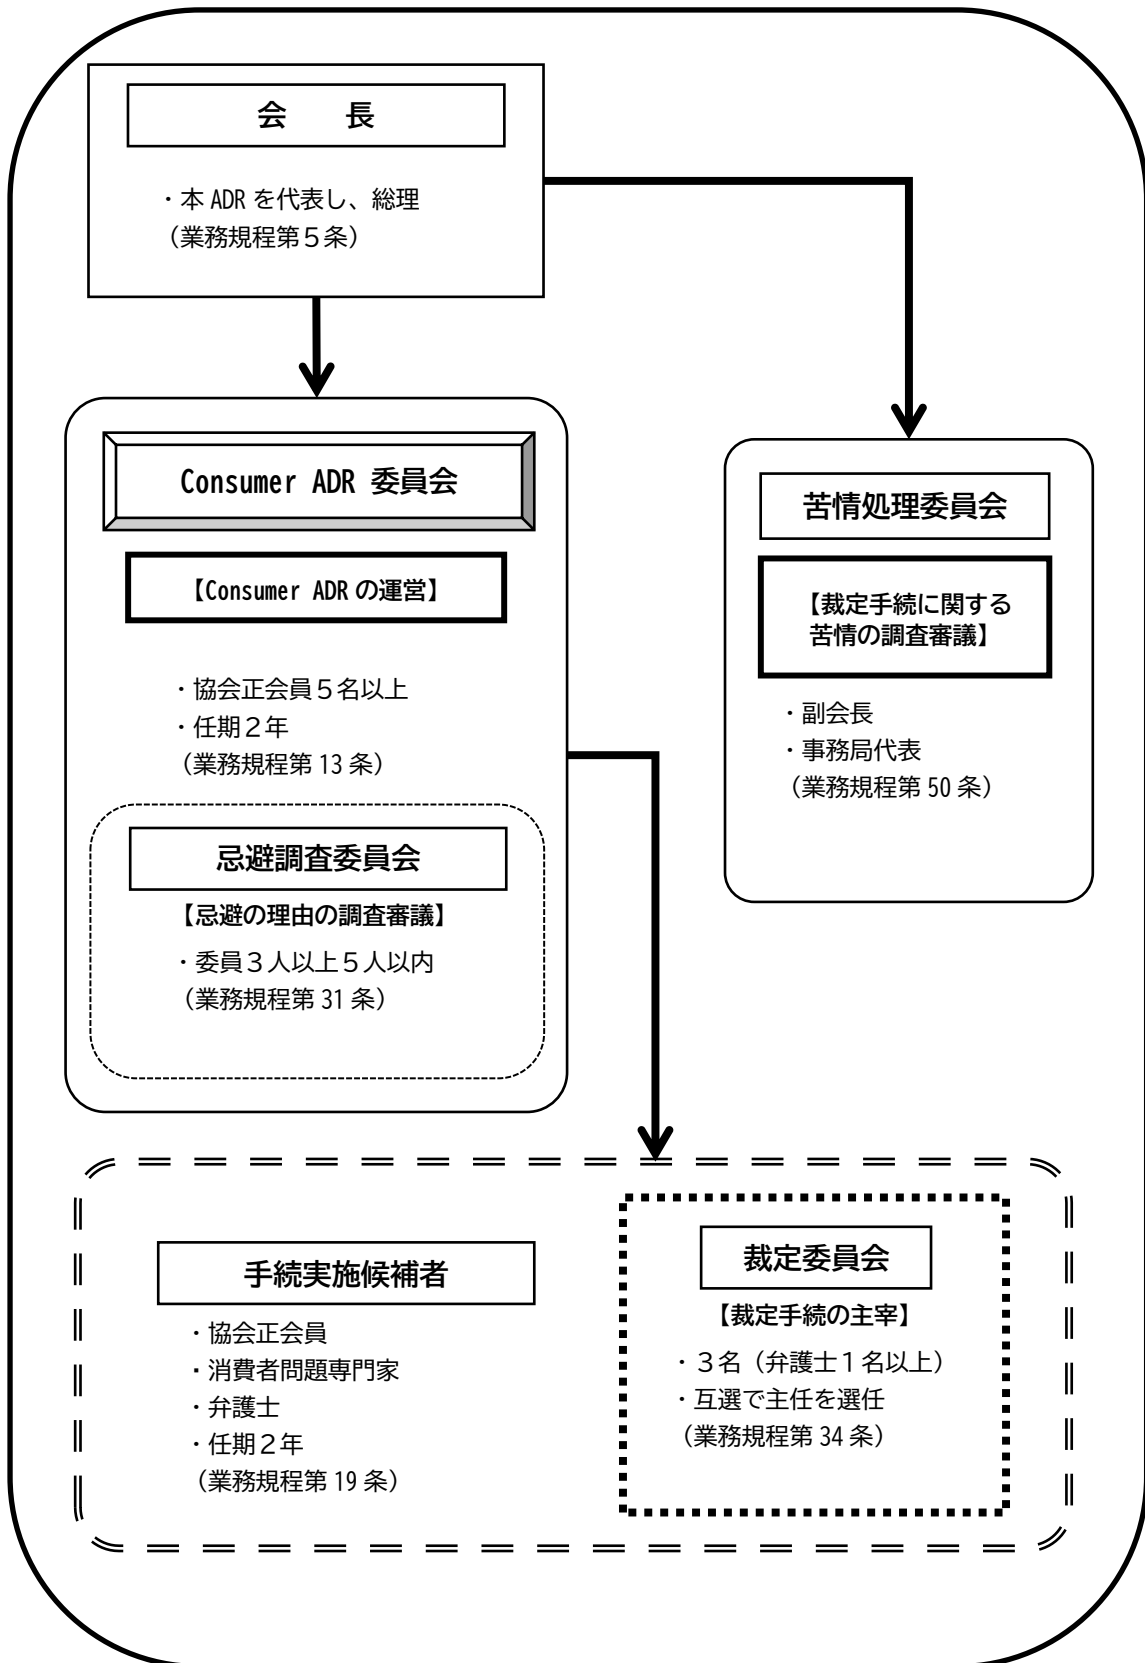 会　　長
・本 ADR を代表し、総理
（業務規程第５条）
Consumer ADR 委員会
【Consumer ADR の運営】
・協会正会員５名以上
・任期２年
（業務規程第 13 条）
忌避調査委員会
【忌避の理由の調査審議】
・委員３人以上５人以内
（業務規程第 31 条）
苦情処理委員会
【裁定手続に関する
苦情の調査審議】
・副会長
・事務局代表
（業務規程第 50 条）
手続実施候補者
・協会正会員
・消費者問題専門家
・弁護士
・任期２年
（業務規程第 19 条）
裁定委員会
【裁定手続の主宰】
・３名（弁護士１名以上）
・互選で主任を選任
（業務規程第 34 条）